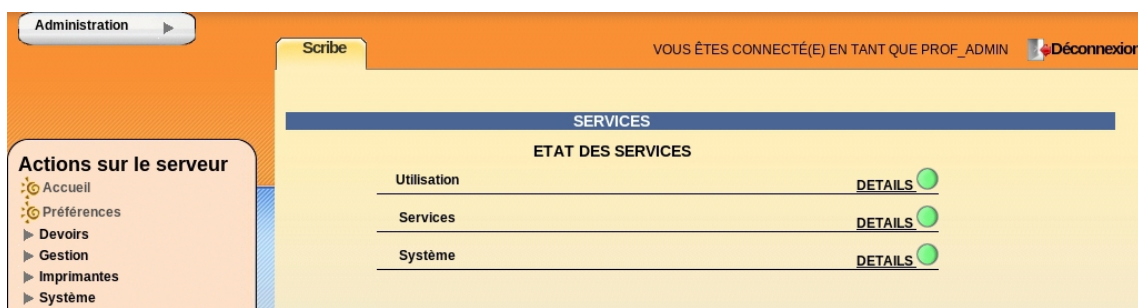 Administration
Scribe
VOUS ÊTES CONNECTÉ(E) EN TANT QUE PROF_ADMIN
Déconnexion
SERVICES
ETAT DES SERVICES
Utilisation DETAILS
Services DETAILS
Système DETAILS
Actions sur le serveur
Accueil
Préférences
Devoirs
Gestion
Imprimantes
Système